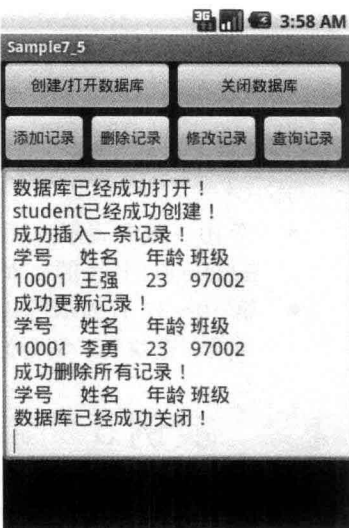 3G 3:58 AM
Sample7_5
创建/打开数据库 关闭数据库
添加记录 删除记录 修改记录 查询记录
数据库已经成功打开！
student已经成功创建！
成功插入一条记录！
学号 姓名 年龄 班级
10001 王强 23 97002
成功更新记录！
学号 姓名 年龄 班级
10001 李勇 23 97002
成功删除所有记录！
学号 姓名 年龄 班级
数据库已经成功关闭！